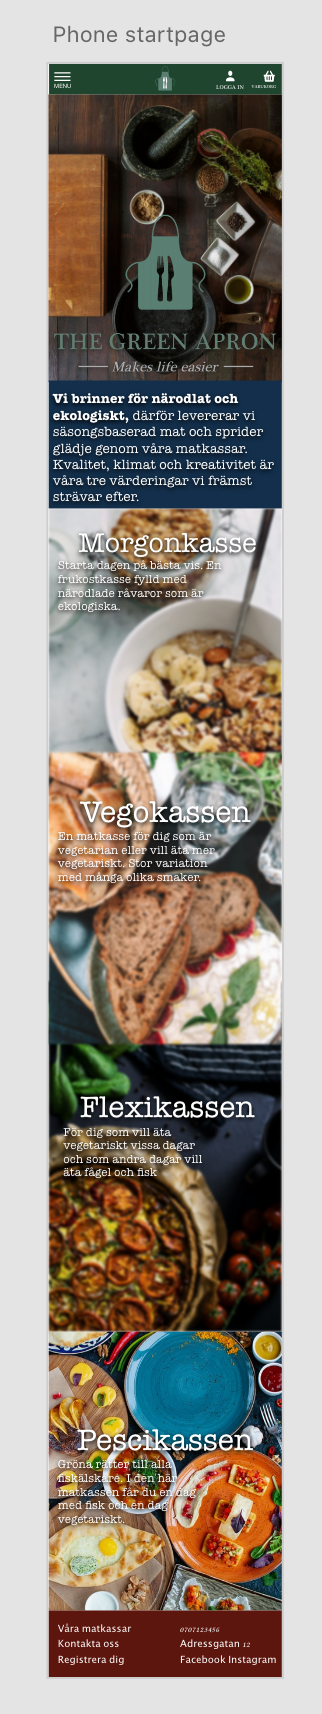 Phone startpage
MENU
LOGGA IN
VARUKORG
THE GREEN APRON
Makes life easier
Vi brinner för närodlat och
ekologiskt, därför levererar vi
säsongsbaserad mat och sprider
glädje genom våra matkassar.
Kvalitet, klimat och kreativitet är
våra tre värderingar vi främst
strävar efter.
Morgonkasse
Starta dagen på bästa vis. En
frukostkasse fylld med
närodlade råvaror som är
ekologiska.
Vegokassen
En matkasse för dig som är
vegetarian eller vill äta mer
vegetariskt. Stor variation
med många olika smaker.
Flexikassen
För dig som vill äta
vegetariskt vissa dagar
och som andra dagar vill
äta fågel och fisk
Pescikassen
Gröna rätter till alla
fiskälskare. I den här
matkassen får du en dag
med fisk och en dag
vegetariskt.
Våra matkassar
Kontakta oss
Registrera dig
0707123456
Adressgatan 12
Facebook Instagram